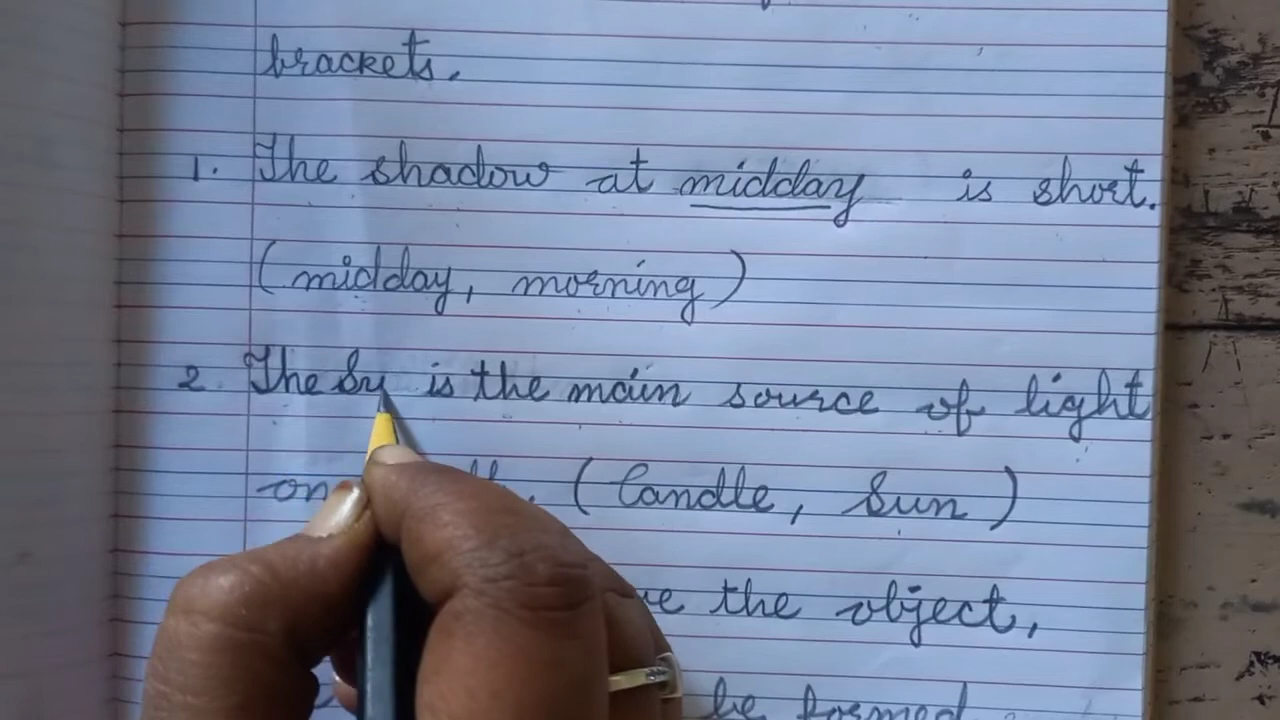 brackets.
1. The shadow at midday is short.
(midday, morning)
2. The Su is the main source of light
on (Candle, Sun)
the object,
be formed